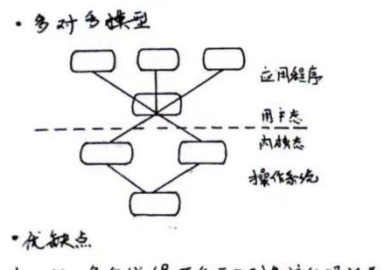 · 多对多模型
应用程序
用户态
内核态
操作系统
· 优缺点